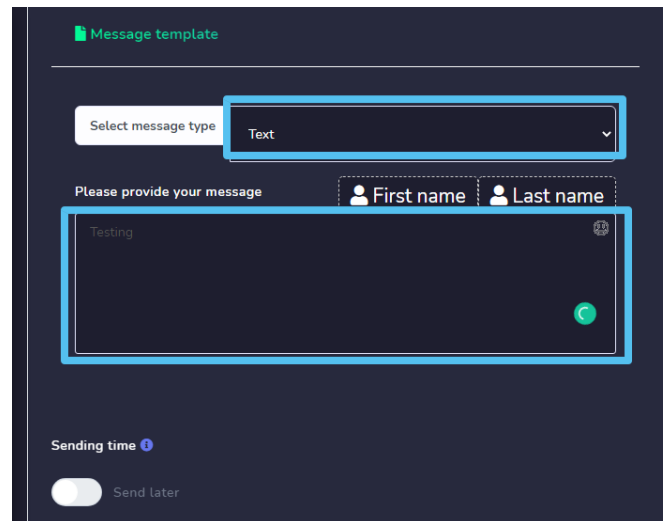 Message template
Select message type
Text
Please provide your message
First name
Last name
Testing
Sending time
Send later